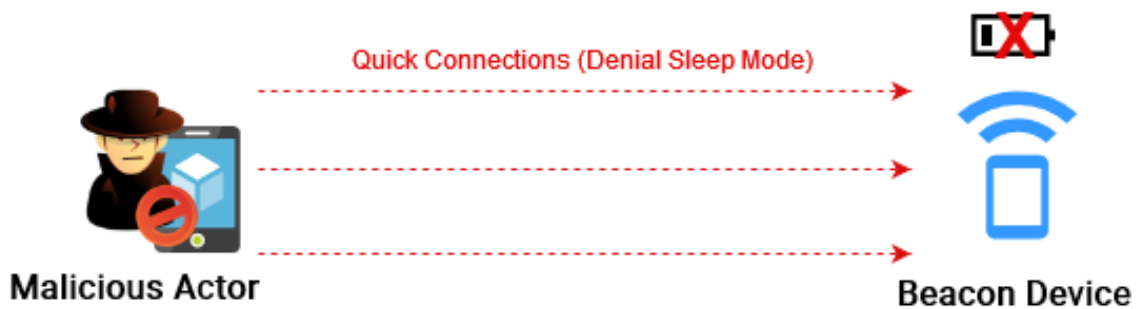 Quick Connections (Denial Sleep Mode)
Malicious Actor
Beacon Device